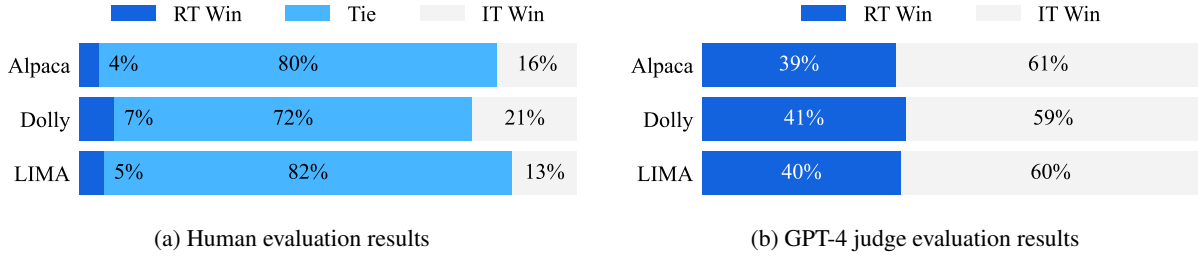 RT Win Tie IT Win
Alpaca 4% 80% 16%
Dolly 7% 72% 21%
LIMA 5% 82% 13%
(a) Human evaluation results
RT Win IT Win
Alpaca 39% 61%
Dolly 41% 59%
LIMA 40% 60%
(b) GPT-4 judge evaluation results